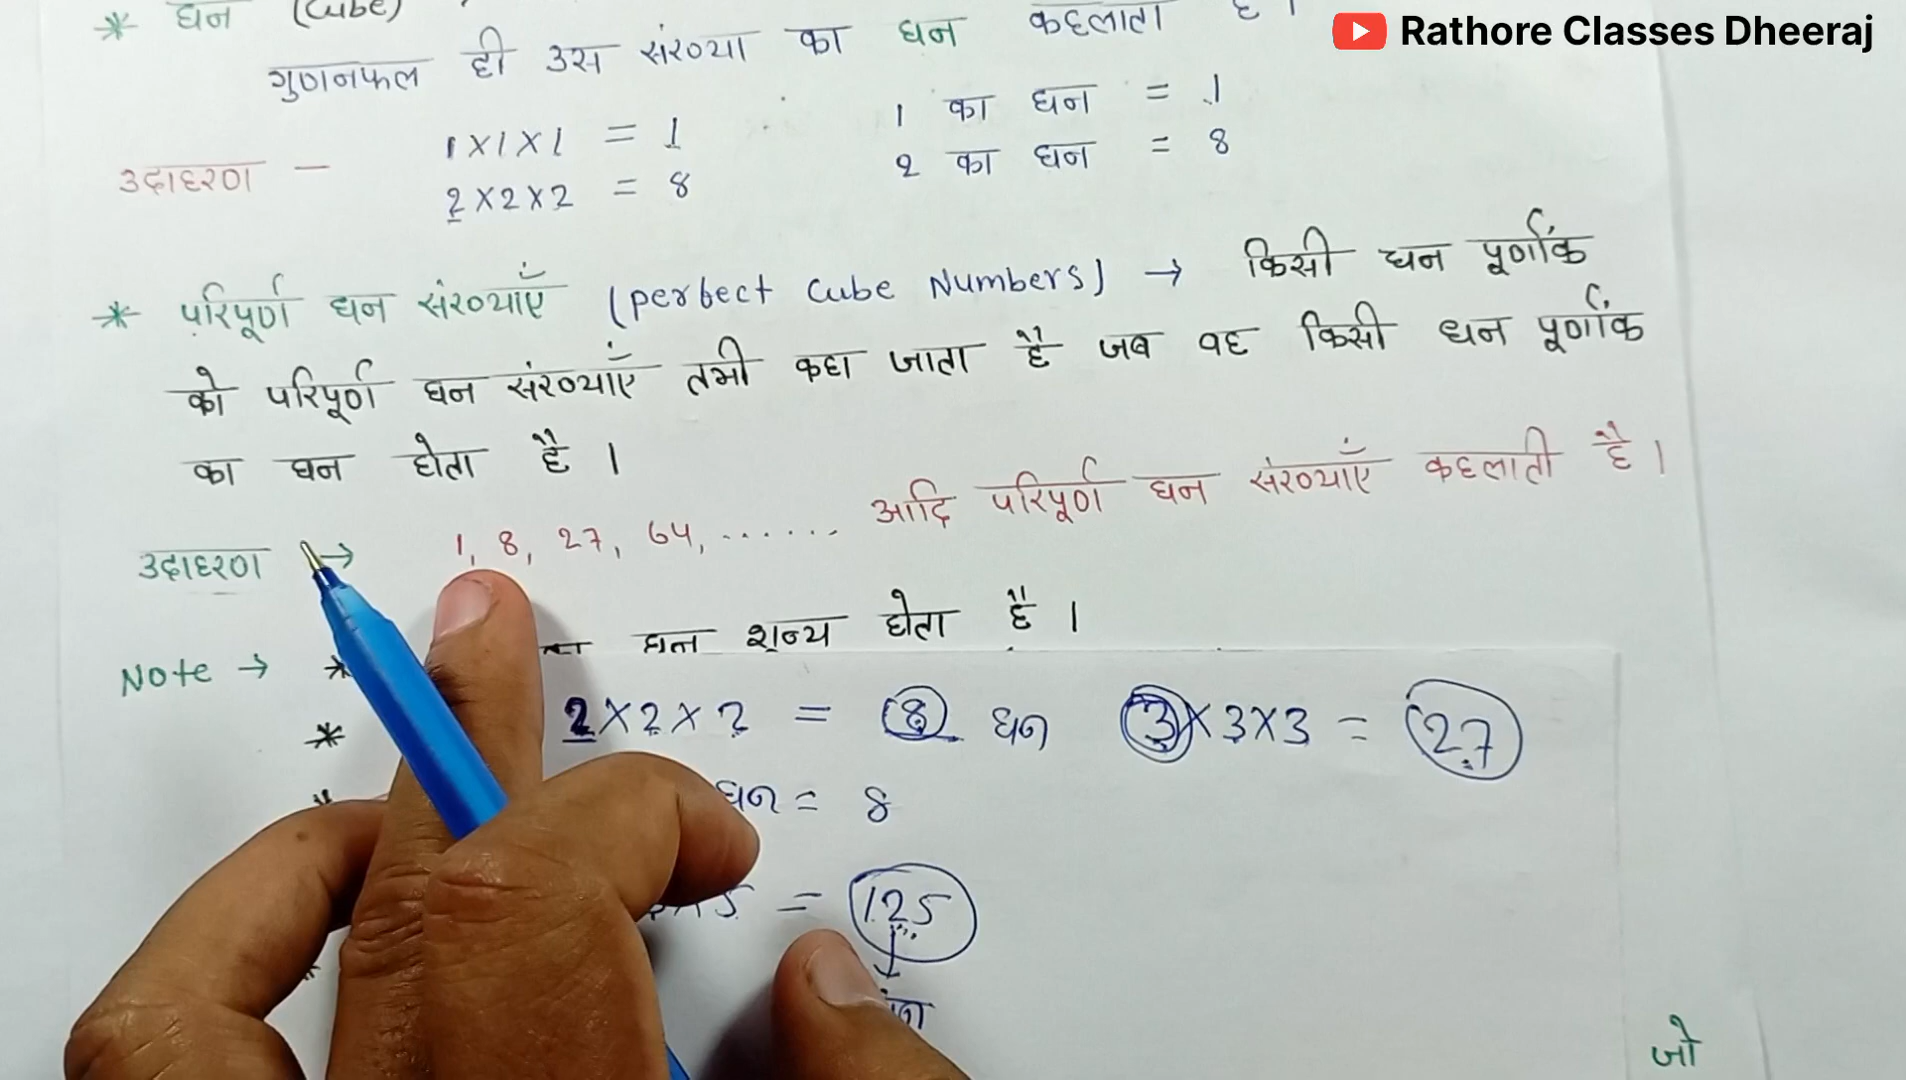 * घन (Cube)
Rathore Classes Dheeraj
गुणनफल ही उस संख्या का घन कहलाता है।
उदाहरण - 1×1×1 = 1 1 का घन = 1
2×2×2 = 8 2 का घन = 8
* परिपूर्ण घन संख्याएँ (Perfect Cube Numbers) → किसी घन पूर्णांक
को परिपूर्ण घन संख्याएँ तभी कहा जाता है जब वह किसी घन पूर्णांक
का घन होता है ।
उदाहरण → 1, 8, 27, 64, ....... आदि परिपूर्ण घन संख्याएँ कहलाती है ।
Note → * घन शून्य होता है ।
* 2×2×2 = 8 घन 3×3×3 = 27
घन = 8
×5 = 125
जो